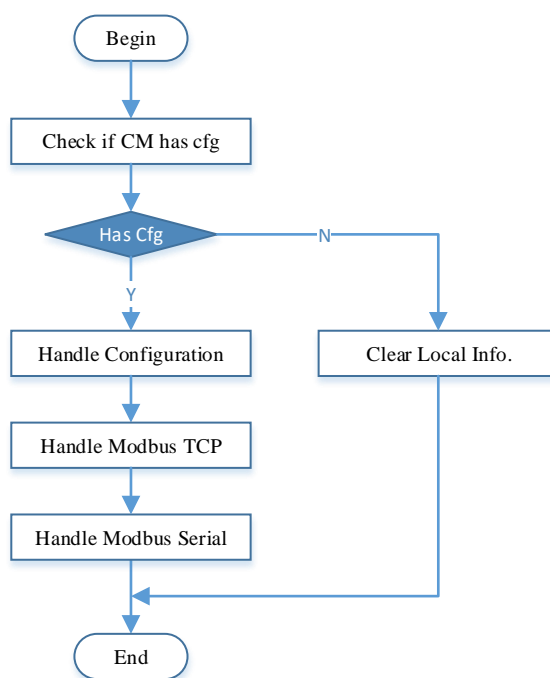 Begin
Check if CM has cfg
Has Cfg
N
Y
Handle Configuration
Clear Local Info.
Handle Modbus TCP
Handle Modbus Serial
End